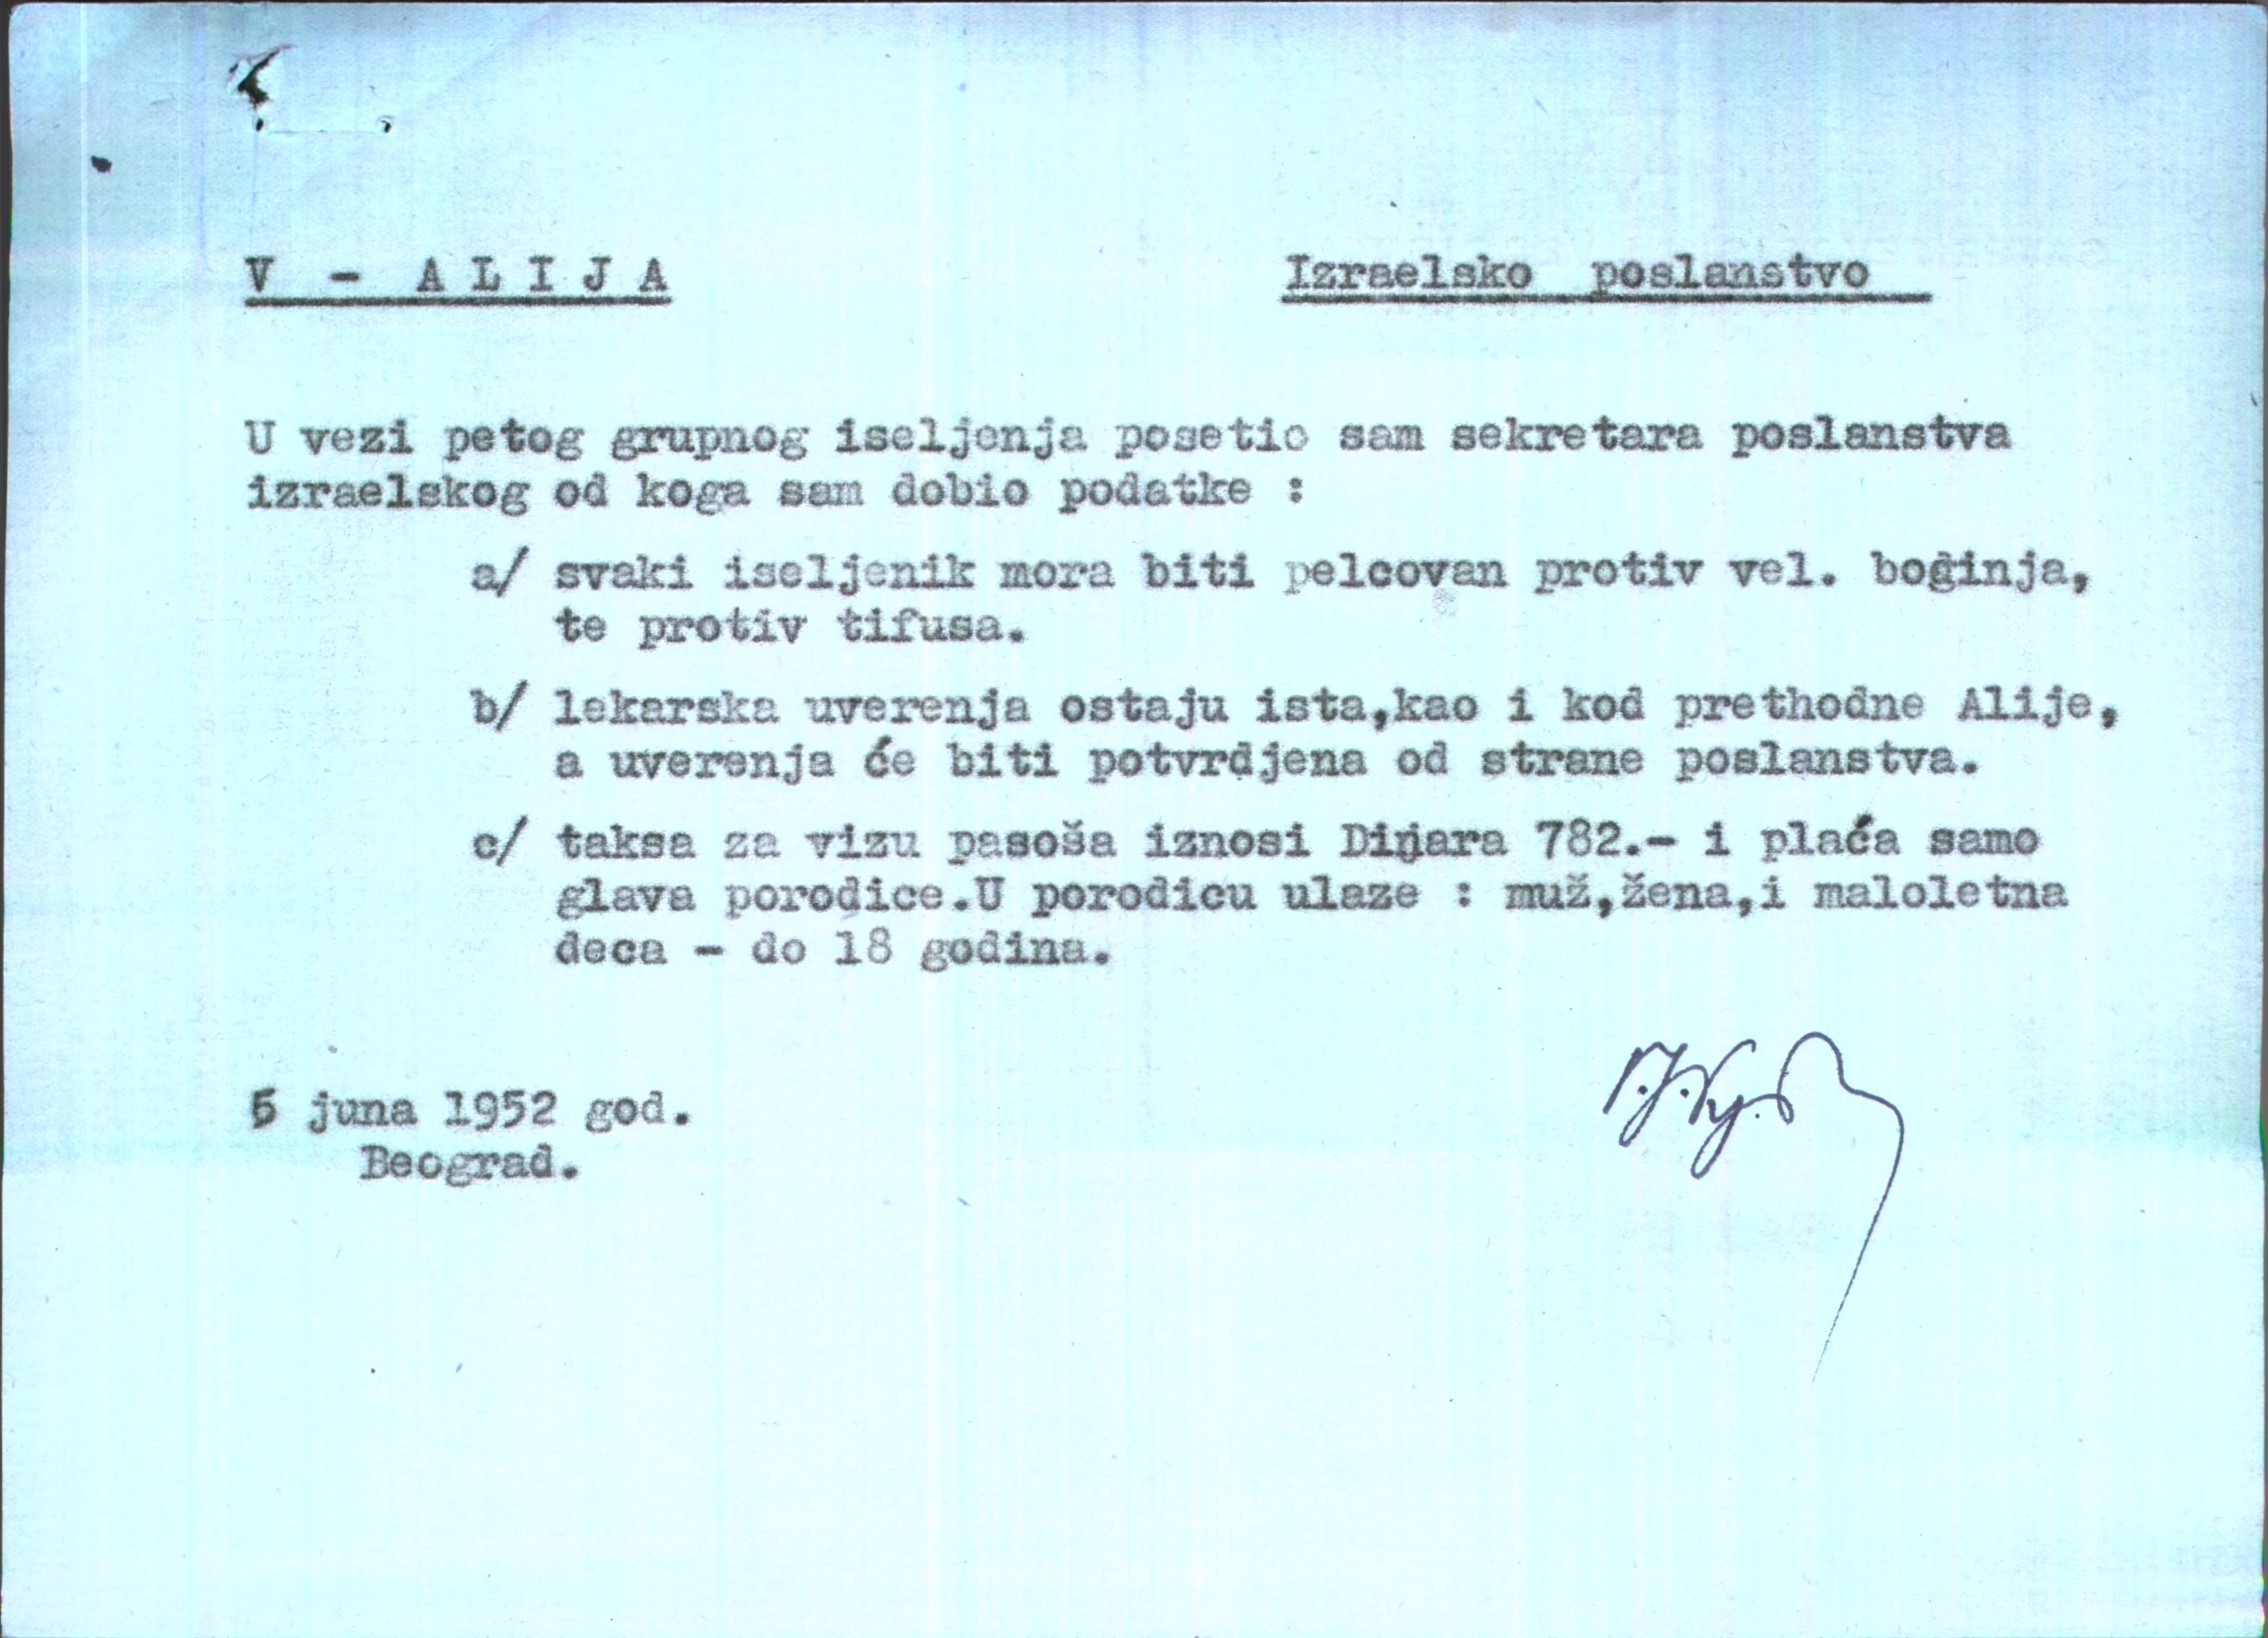 V - A L I J A
Izraelsko poslanstvo
U vezi petog grupnog iseljenja posetio sam sekretara poslanstva
izraelskog od koga sam dobio podatke :
a/ svaki iseljenik mora biti pelcovan protiv vel. boginja,
te protiv tifusa.
b/ lekarska uverenja ostaju ista,kao i kod prethodne Alije,
a uverenja će biti potvrdjena od strane poslanstva.
c/ taksa za vizu pasoša iznosi Dinara 782.- i plaća samo
glava porodice.U porodicu ulaze : muž,žena,i maloletna
deca - do 18 godina.
5 juna 1952 god.
Beograd.